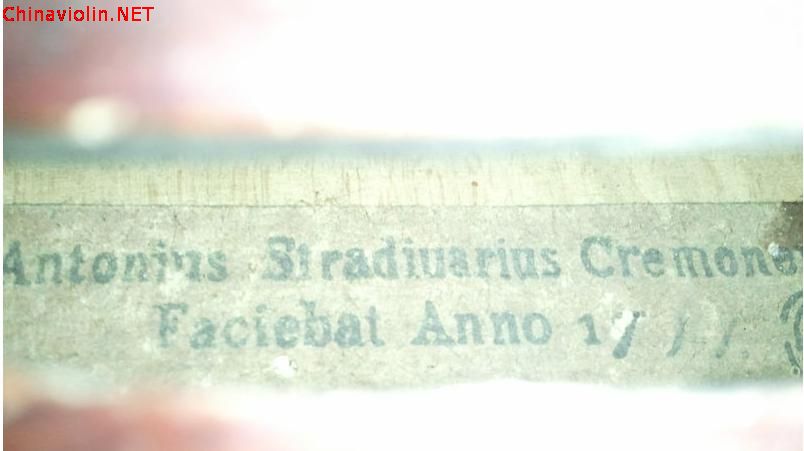 Chinaviolin.NET
Antonius Stradiuarius Cremone
Faciebat Anno 17